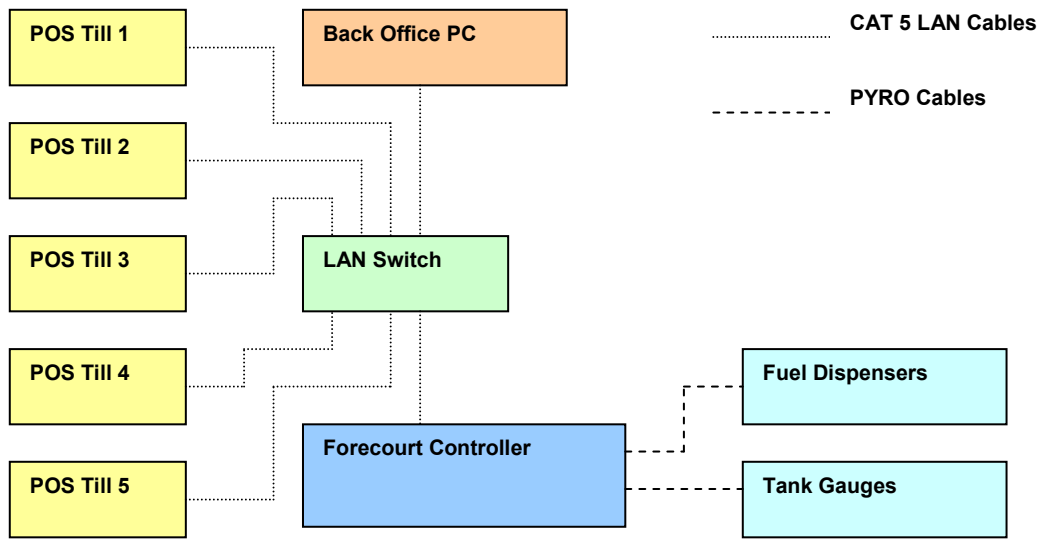 POS Till 1
Back Office PC
CAT 5 LAN Cables
PYRO Cables
POS Till 2
POS Till 3
LAN Switch
POS Till 4
Fuel Dispensers
Forecourt Controller
POS Till 5
Tank Gauges